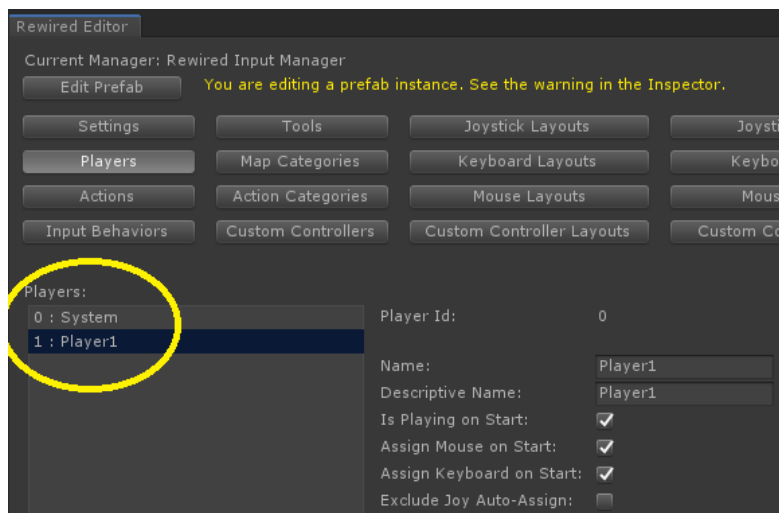 Rewired Editor
Current Manager: Rewired Input Manager
Edit Prefab You are editing a prefab instance. See the warning in the Inspector.
Settings Tools Joystick Layouts
Players Map Categories Keyboard Layouts
Actions Action Categories Mouse Layouts
Input Behaviors Custom Controllers Custom Controller Layouts Custom
Players:
0 : System Player Id: 0
1 : Player1
Name: Player1
Descriptive Name: Player1
Is Playing on Start:
Assign Mouse on Start:
Assign Keyboard on Start:
Exclude Joy Auto-Assign: